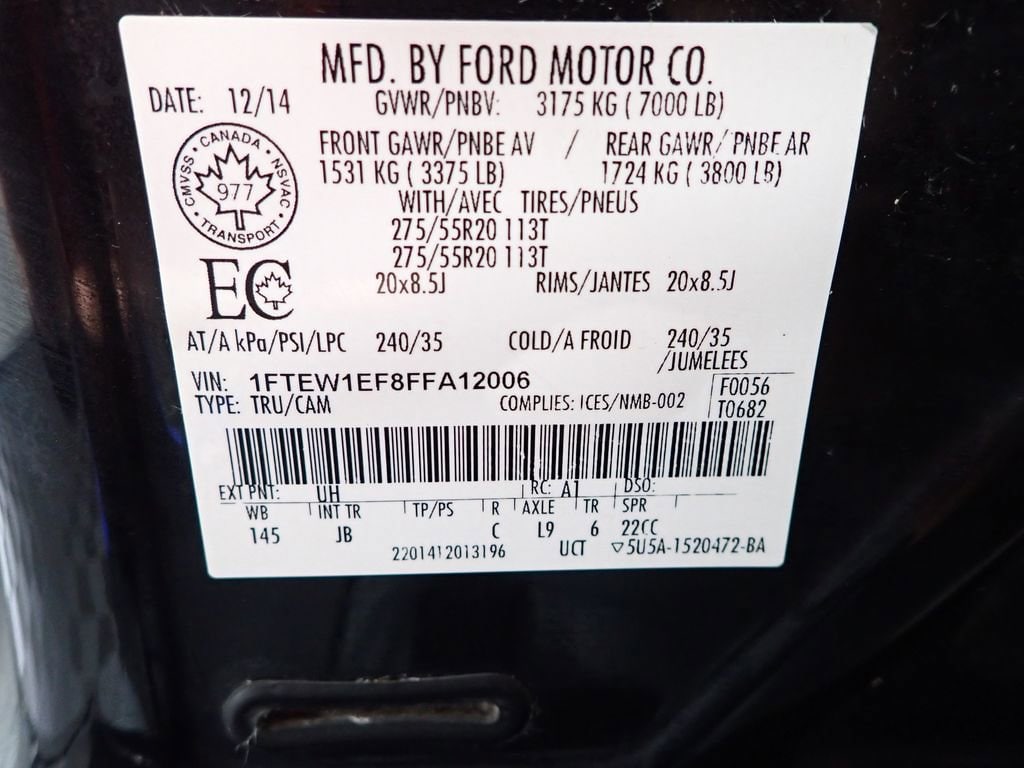 MFD. BY FORD MOTOR CO.
DATE: 12/14 GVWR/PNBV: 3175 KG ( 7000 LB)
FRONT GAWR/PNBE AV / REAR GAWR/PNBE AR
1531 KG ( 3375 LB) 1724 KG ( 3800 LB)
WITH/AVEC TIRES/PNEUS
275/55R20 113T
275/55R20 113T
20x8.5J RIMS/JANTES 20x8.5J
CMVSS • CANADA • NSVAC • TRANSPORT •
977
EC
AT/A kPa/PSI/LPC 240/35 COLD/A FROID 240/35
/JUMELEES
VIN: 1FTEW1EF8FFA12006 F0056
TYPE: TRU/CAM COMPLIES: ICES/NMB-002 T0682
EXT PNT: UH RC: A1 DSO:
WB INT TR TP/PS R AXLE TR SPR
145 JB C L9 6 22CC
2201412013196 UCT ▽5U5A-1520472-BA